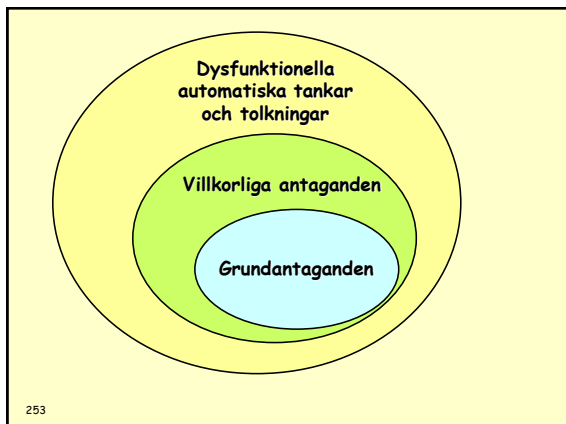 Dysfunktionella
automatiska tankar
och tolkningar
Villkorliga antaganden
Grundantaganden
253